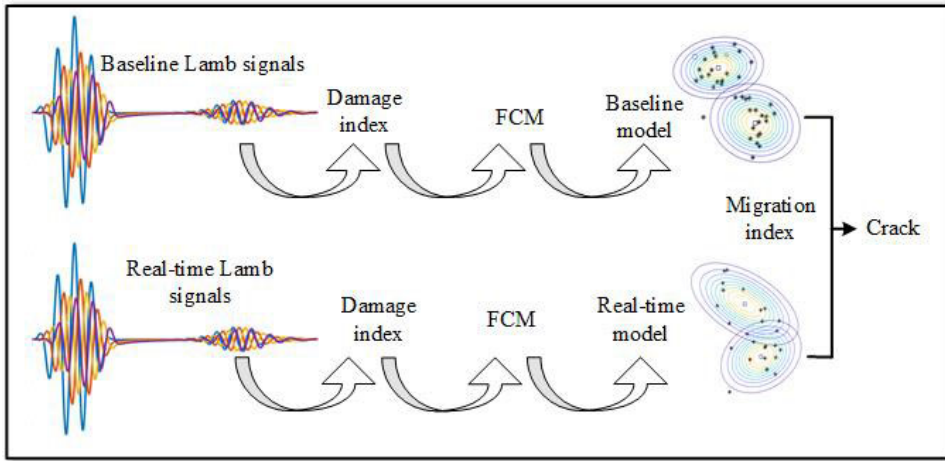 Baseline Lamb signals
Damage
index
FCM
Baseline
model
Migration
index
Crack
Real-time Lamb
signals
Damage
index
FCM
Real-time
model